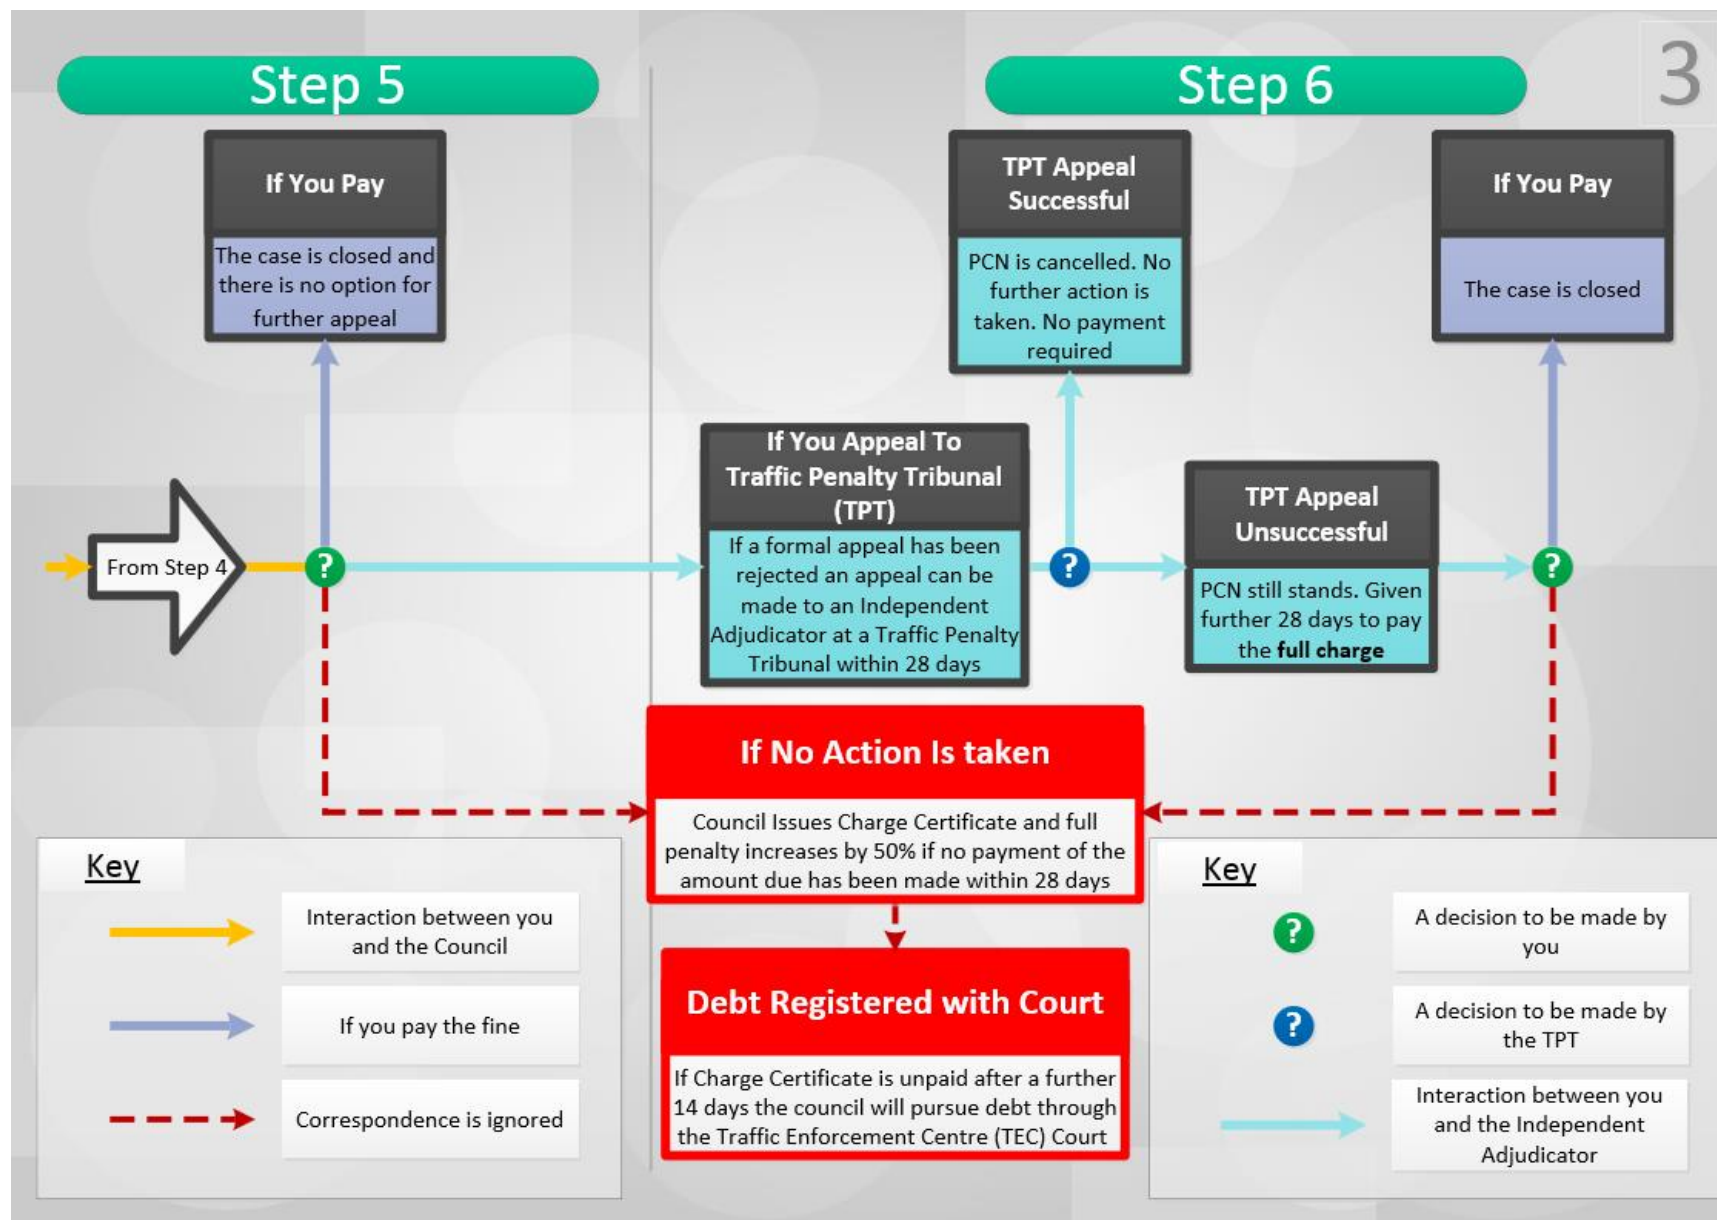 Step 5
Step 6
3
If You Pay
The case is closed and
there is no option for
further appeal
TPT Appeal
Successful
PCN is cancelled. No
further action is
taken. No payment
required
If You Pay
The case is closed
From Step 4
?
If You Appeal To
Traffic Penalty Tribunal
(TPT)
If a formal appeal has been
rejected an appeal can be
made to an Independent
Adjudicator at a Traffic Penalty
Tribunal within 28 days
?
TPT Appeal
Unsuccessful
PCN still stands. Given
further 28 days to pay
the full charge
?
If No Action Is taken
Council Issues Charge Certificate and full
penalty increases by 50% if no payment of the
amount due has been made within 28 days
Debt Registered with Court
If Charge Certificate is unpaid after a further
14 days the council will pursue debt through
the Traffic Enforcement Centre (TEC) Court
Key
Interaction between you
and the Council
If you pay the fine
Correspondence is ignored
Key
?
A decision to be made by
you
?
A decision to be made by
the TPT
Interaction between you
and the Independent
Adjudicator